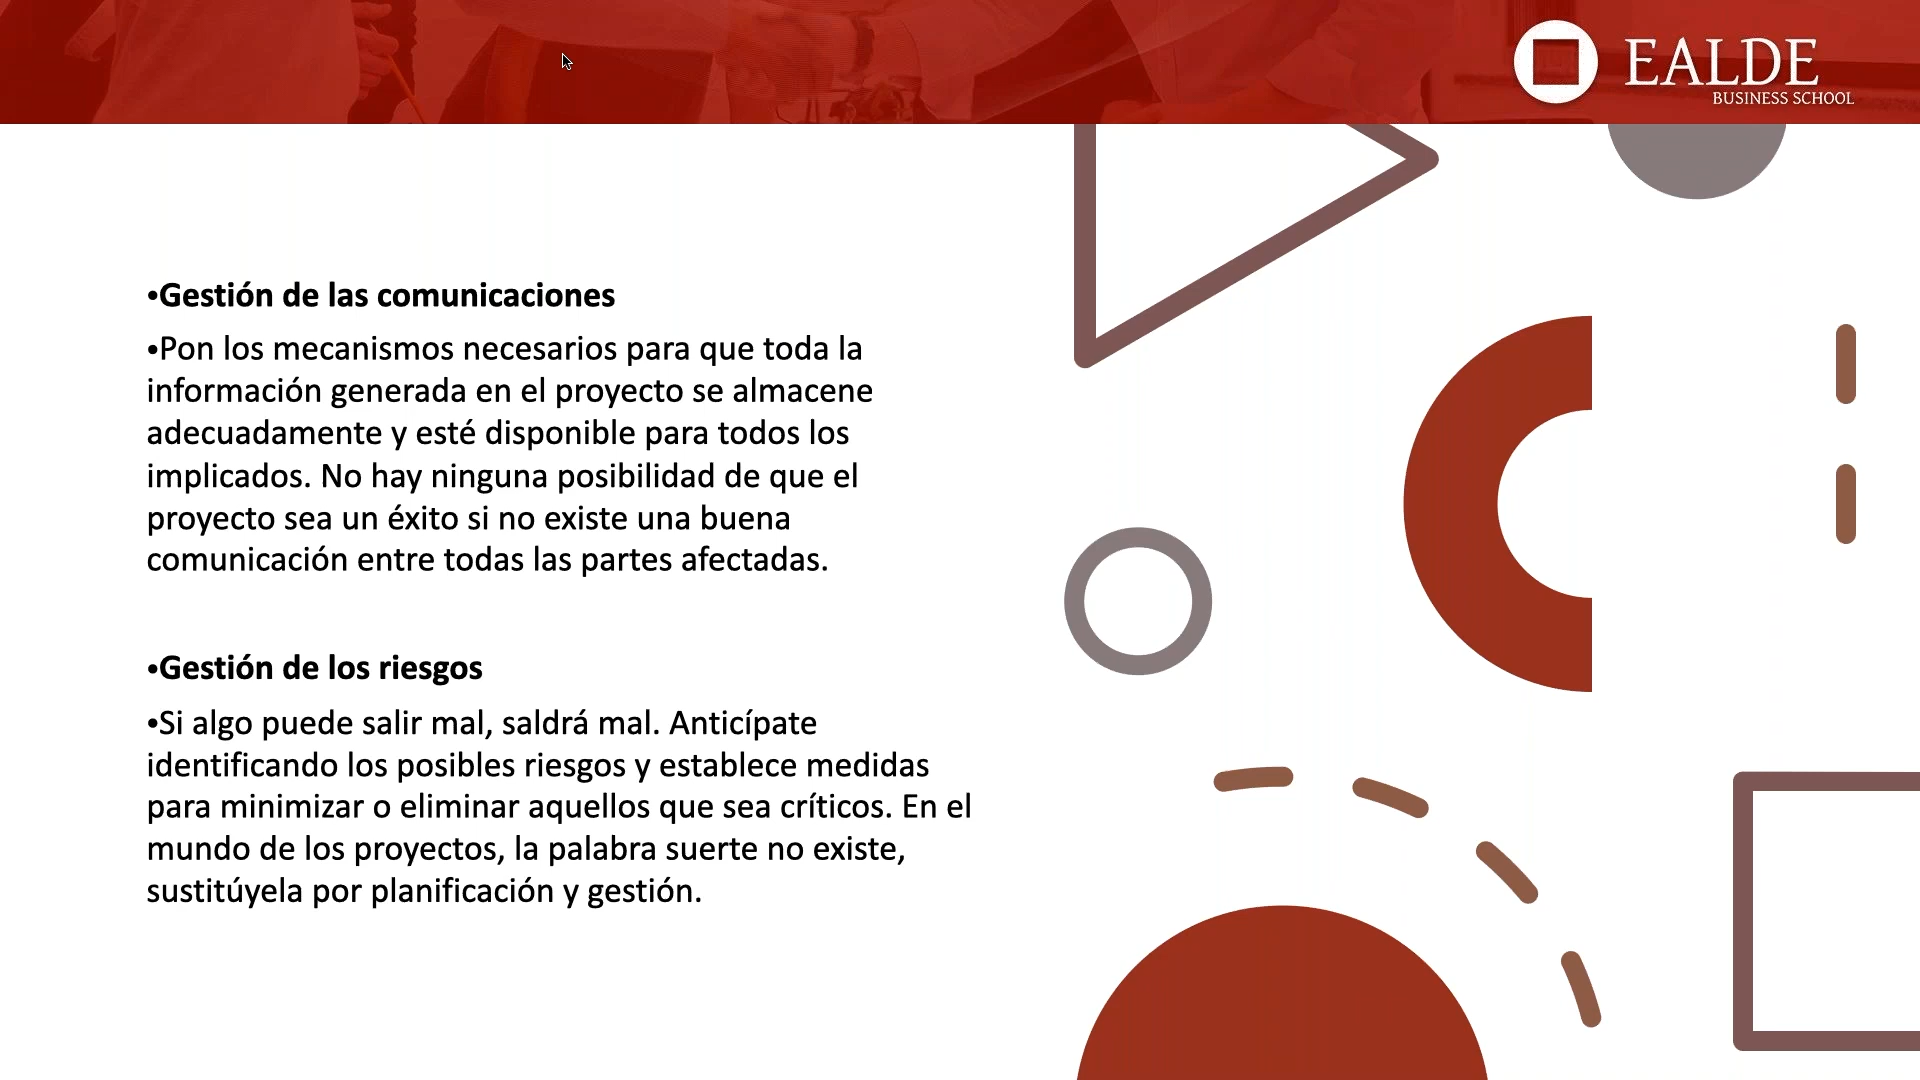 EALDE
BUSINESS SCHOOL
•Gestión de las comunicaciones
•Pon los mecanismos necesarios para que toda la
información generada en el proyecto se almacene
adecuadamente y esté disponible para todos los
implicados. No hay ninguna posibilidad de que el
proyecto sea un éxito si no existe una buena
comunicación entre todas las partes afectadas.
•Gestión de los riesgos
•Si algo puede salir mal, saldrá mal. Anticípate
identificando los posibles riesgos y establece medidas
para minimizar o eliminar aquellos que sea críticos. En el
mundo de los proyectos, la palabra suerte no existe,
sustitúyela por planificación y gestión.